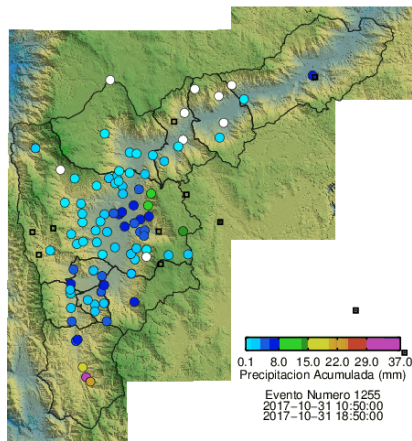 0.1 8.0 15.0 22.0 29.0 37.0
Precipitacion Acumulada (mm)
Evento Numero 1255
2017-10-31 10:50:00
2017-10-31 18:50:00